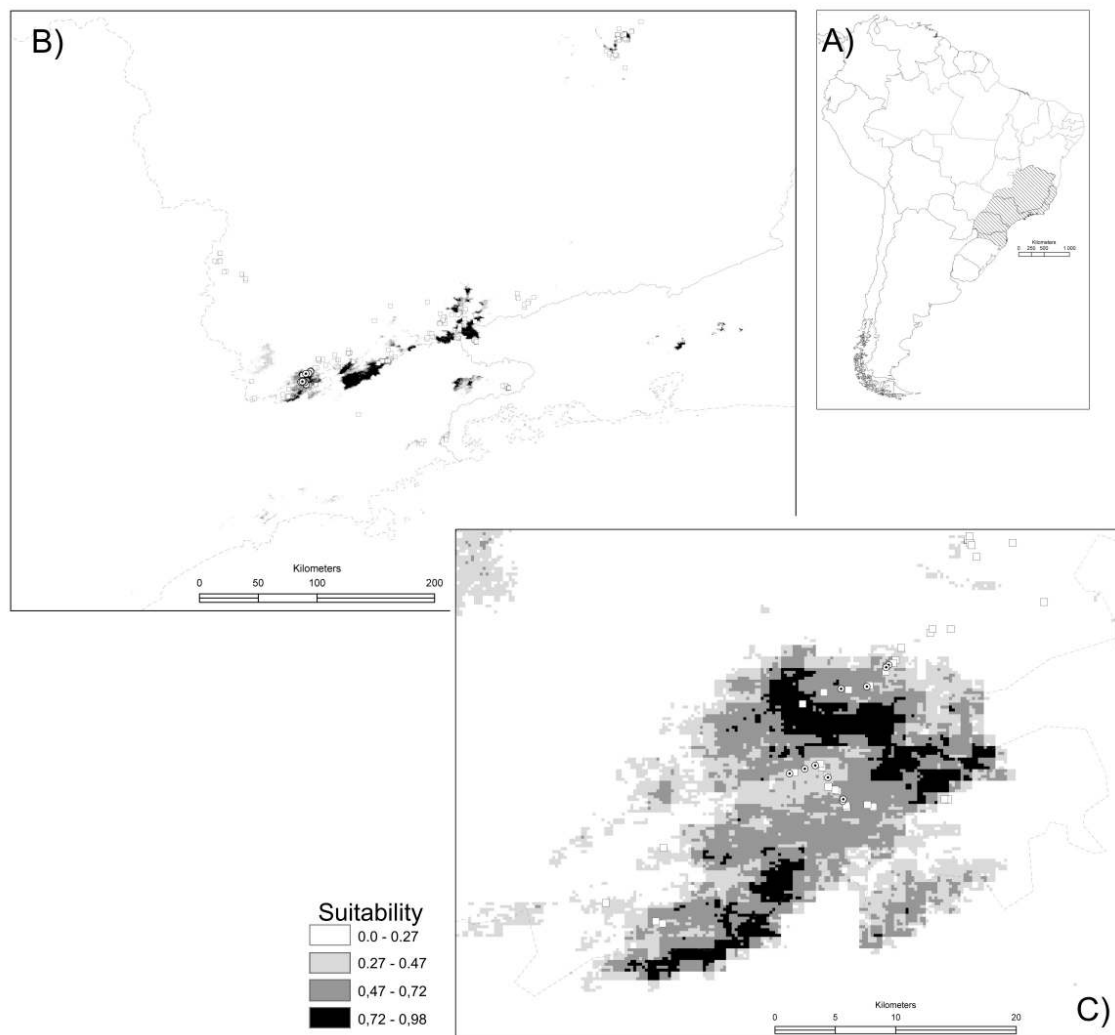 B)
A)
Kilometers
0 250 500 1 000
Kilometers
0 50 100 200
Suitability
0.0 - 0.27
0.27 - 0.47
0,47 - 0,72
0,72 - 0,98
C)
Kilometers
0 5 10 20